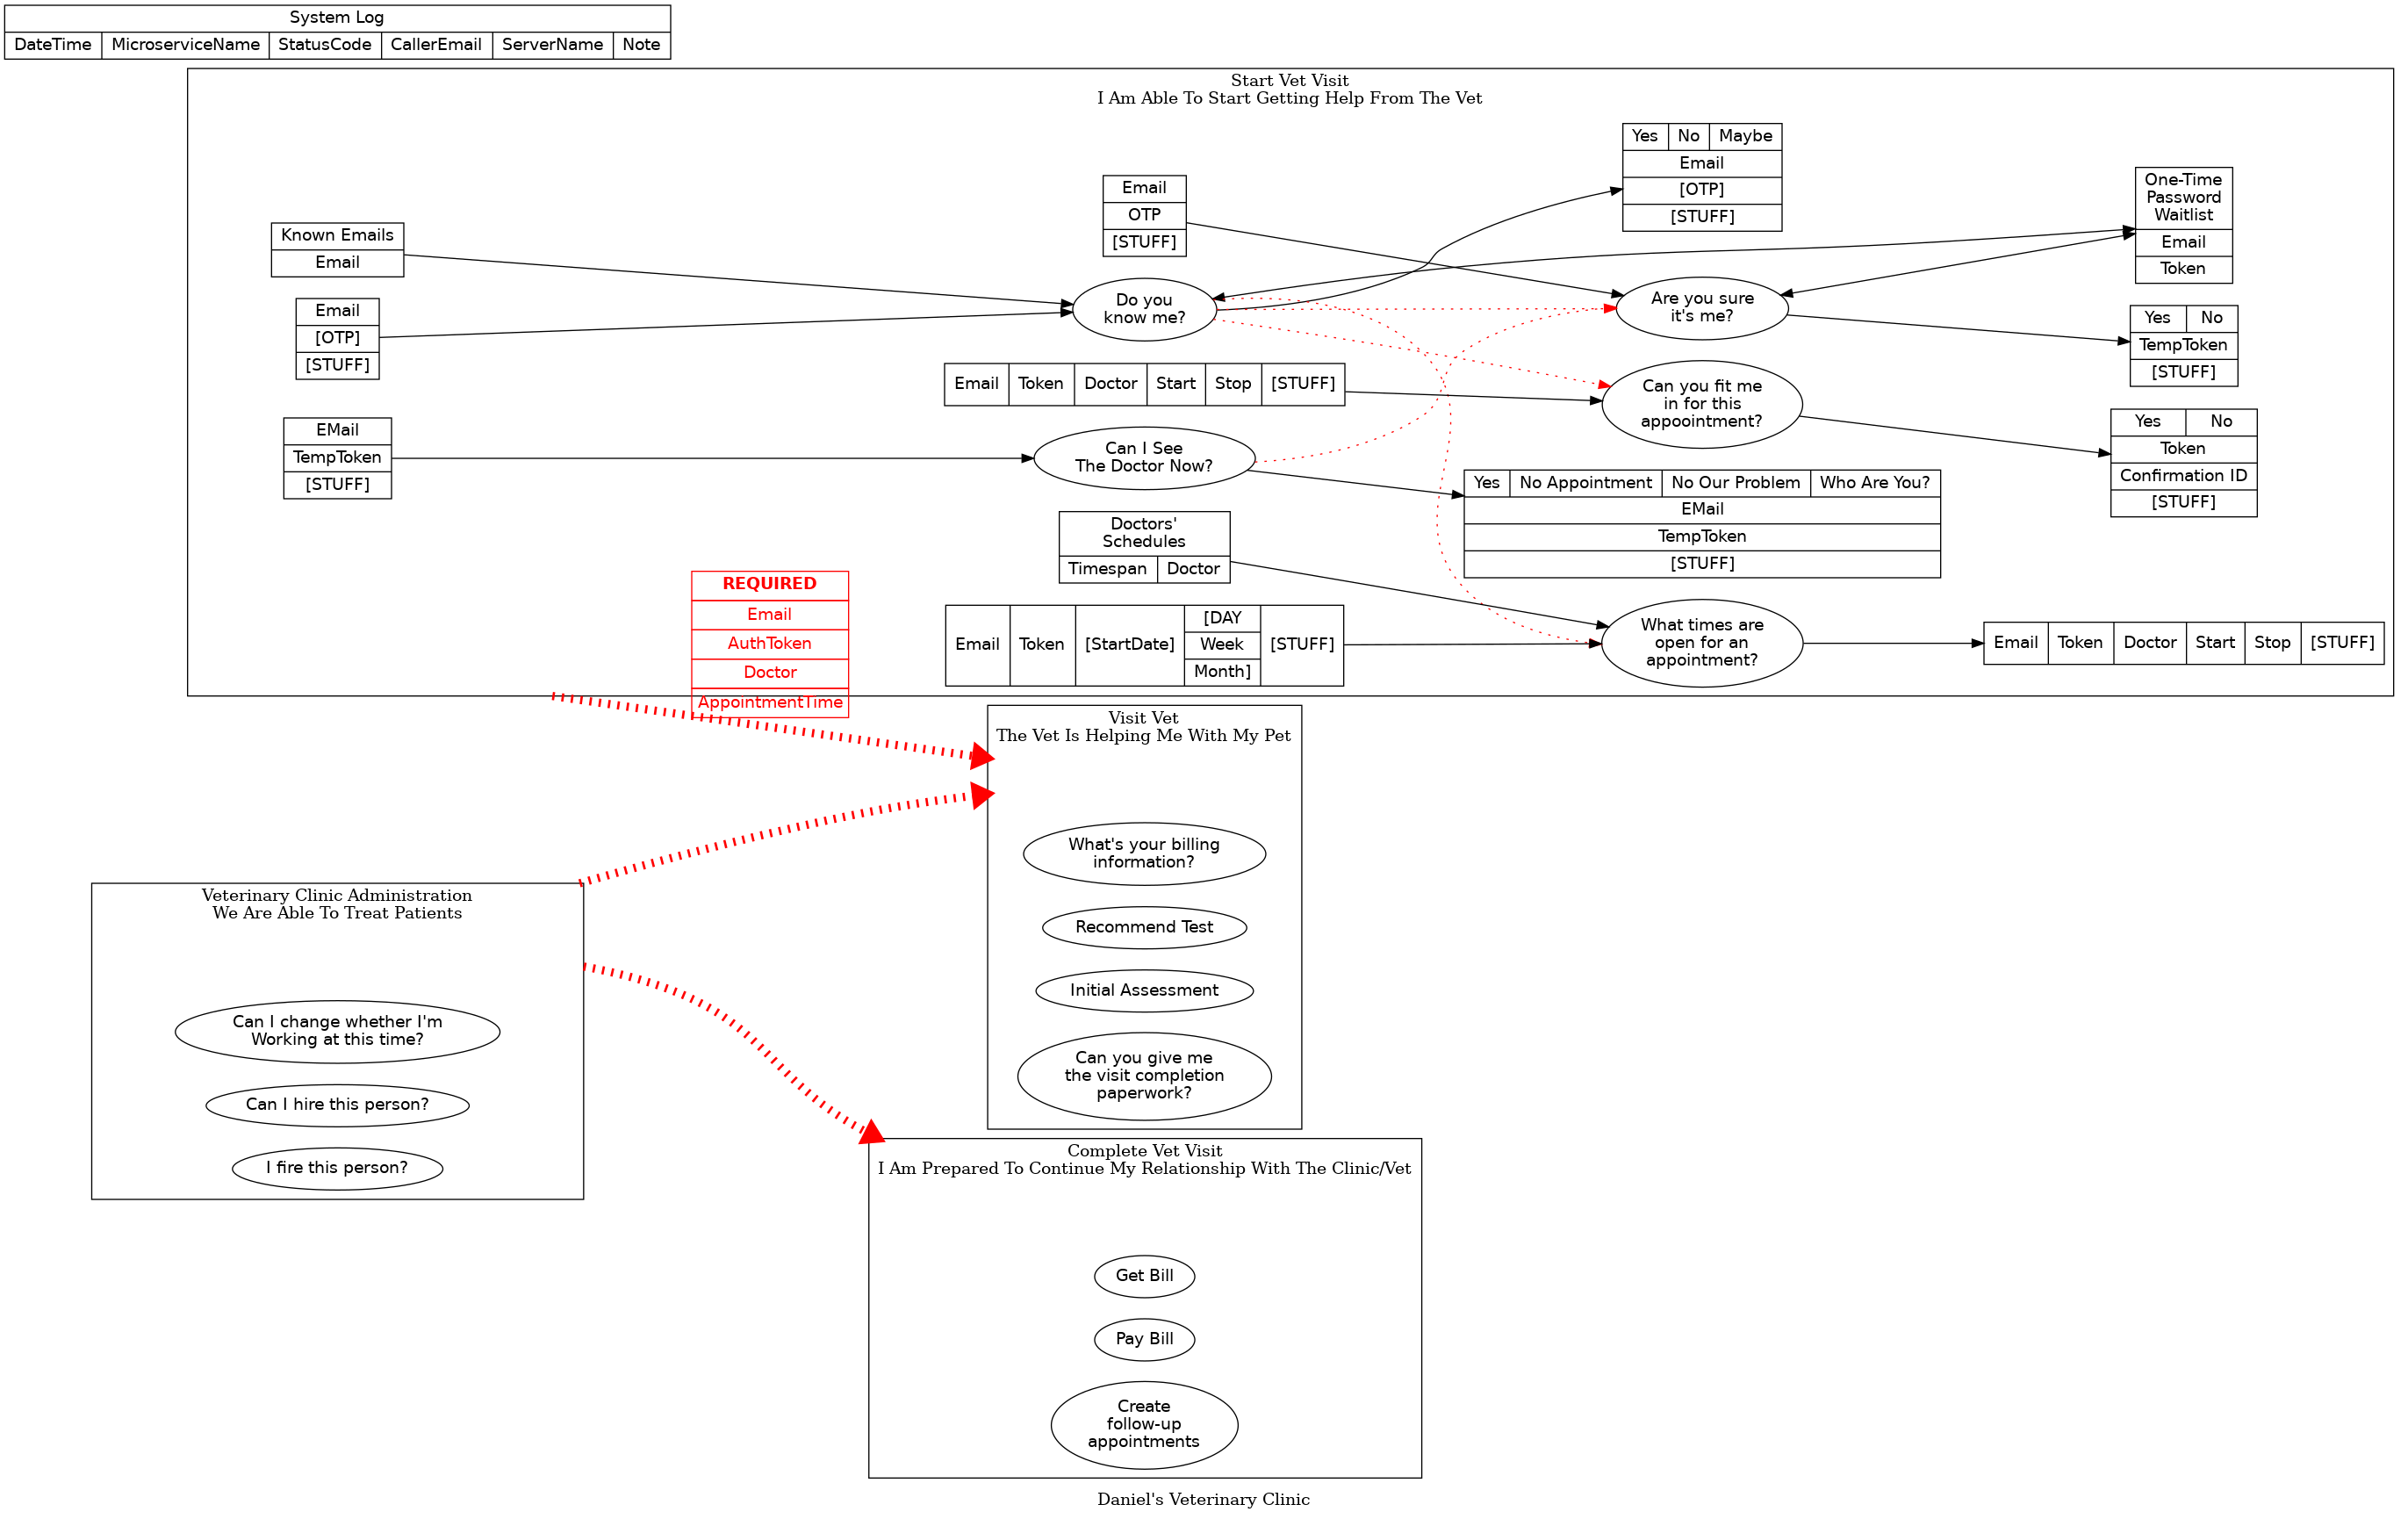 System Log
DateTime MicroserviceName StatusCode CallerEmail ServerName Note
Start Vet Visit
I Am Able To Start Getting Help From The Vet
Known Emails
Email
Email
[OTP]
[STUFF]
EMail
TempToken
[STUFF]
Email
OTP
[STUFF]
Do you
know me?
Email Token Doctor Start Stop [STUFF]
Can I See
The Doctor Now?
Doctors'
Schedules
Timespan Doctor
Email Token [StartDate] [DAY
Week
Month] [STUFF]
Yes No Maybe
Email
[OTP]
[STUFF]
Are you sure
it's me?
Can you fit me
in for this
appoointment?
Yes No Appointment No Our Problem Who Are You?
EMail
TempToken
[STUFF]
What times are
open for an
appointment?
One-Time
Password
Waitlist
Email
Token
Yes No
TempToken
[STUFF]
Yes No
Token
Confirmation ID
[STUFF]
Email Token Doctor Start Stop [STUFF]
REQUIRED
Email
AuthToken
Doctor
AppointmentTime
Visit Vet
The Vet Is Helping Me With My Pet
What's your billing
information?
Recommend Test
Initial Assessment
Can you give me
the visit completion
paperwork?
Veterinary Clinic Administration
We Are Able To Treat Patients
Can I change whether I'm
Working at this time?
Can I hire this person?
I fire this person?
Complete Vet Visit
I Am Prepared To Continue My Relationship With The Clinic/Vet
Get Bill
Pay Bill
Create
follow-up
appointments
Daniel's Veterinary Clinic